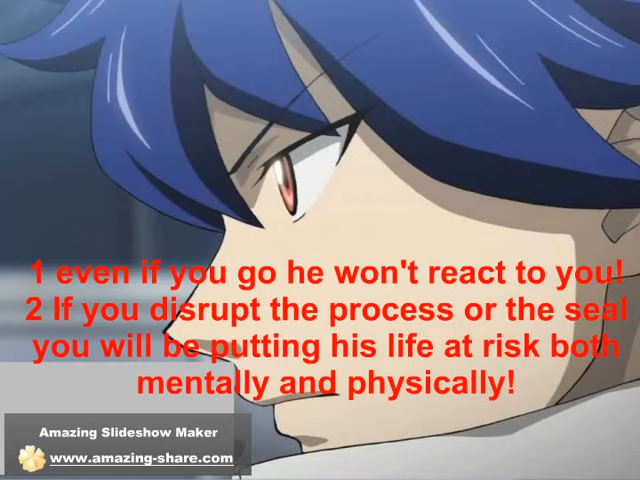 1 even if you go he won't react to you!
2 If you disrupt the process or the seal
you will be putting his life at risk both
mentally and physically!
Amazing Slideshow Maker
www.amazing-share.com